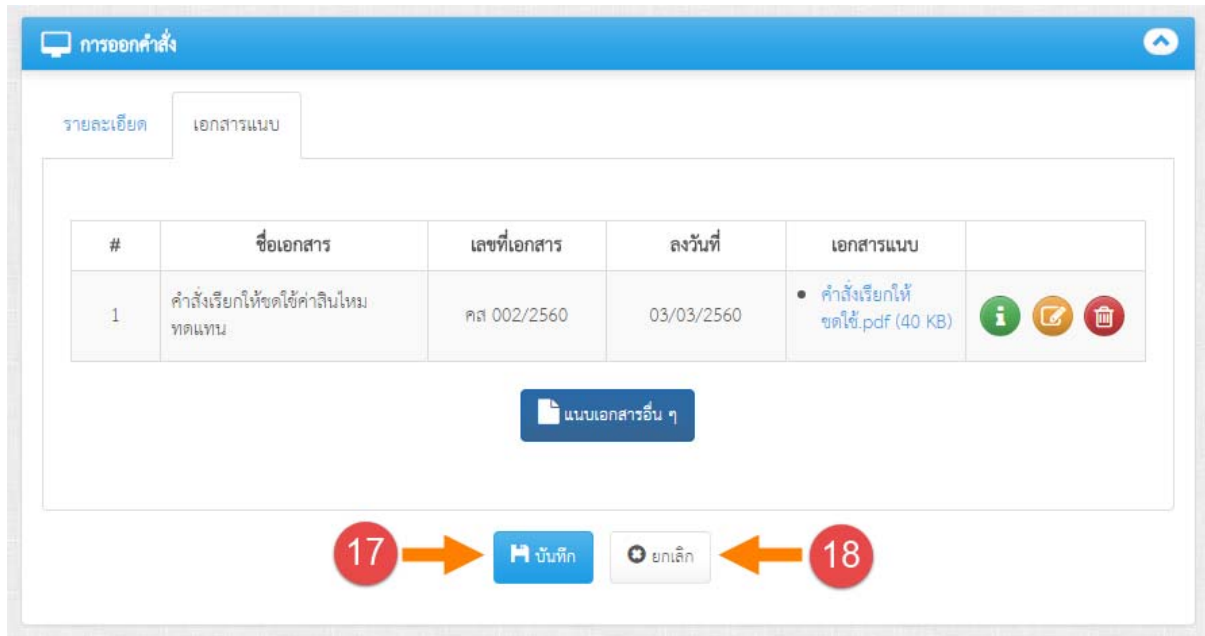 การออกคำสั่ง
รายละเอียด เอกสารแนบ
# ชื่อเอกสาร เลขที่เอกสาร ลงวันที่ เอกสารแนบ
1 คำสั่งเรียกให้ชดใช้ค่าสินไหม
ทดแทน
คส 002/2560 03/03/2560
คำสั่งเรียกให้
ชดใช้.pdf (40 KB)
แนบเอกสารอื่น ๆ
17 บันทึก ยกเลิก 18